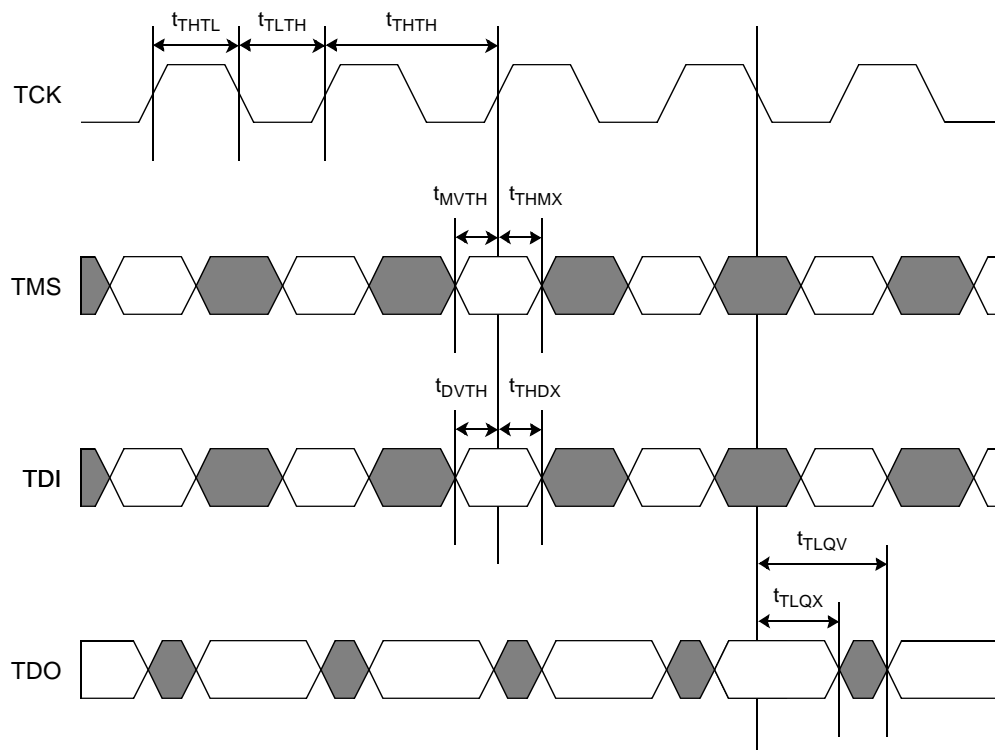 tTHTL tTLTH tTHTH
TCK
tMVTH tTHMX
TMS
tDVTH tTHDX
TDI
tTLQV
tTLQX
TDO